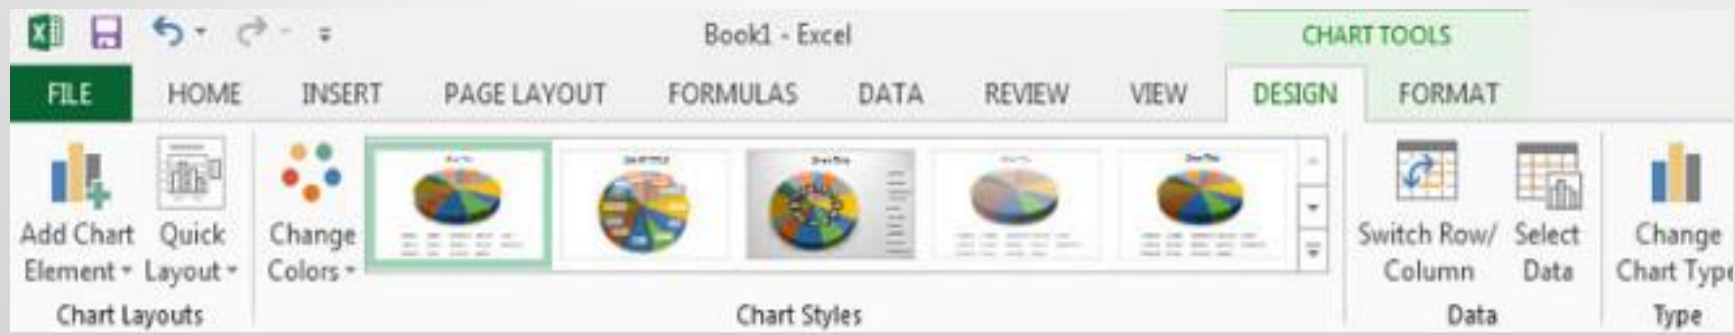 Book1 - Excel
CHART TOOLS
FILE HOME INSERT PAGE LAYOUT FORMULAS DATA REVIEW VIEW DESIGN FORMAT
Add Chart Element
Quick Layout
Change Colors
Switch Row/ Column
Select Data
Change Chart Type
Chart Layouts
Chart Styles
Data
Type